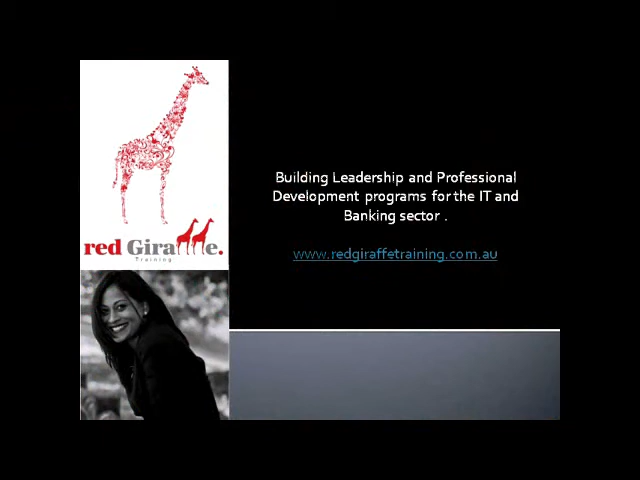 red Giraffe.
Training
Building Leadership and Professional
Development programs for the IT and
Banking sector .
www.redgiraffetraining.com.au